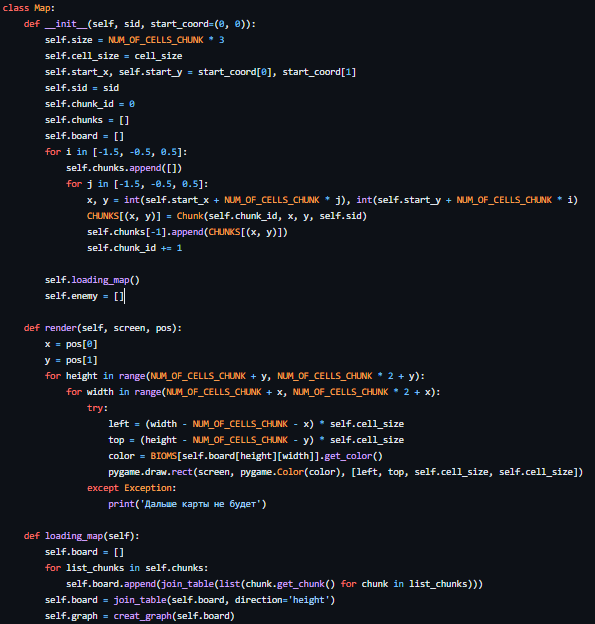 class Map:
    def __init__(self, sid, start_coord=(0, 0)):
        self.size = NUM_OF_CELLS_CHUNK * 3
        self.cell_size = cell_size
        self.start_x, self.start_y = start_coord[0], start_coord[1]
        self.sid = sid
        self.chunk_id = 0
        self.chunks = []
        self.board = []
        for i in [-1.5, -0.5, 0.5]:
            self.chunks.append([])
            for j in [-1.5, -0.5, 0.5]:
                x, y = int(self.start_x + NUM_OF_CELLS_CHUNK * j), int(self.start_y + NUM_OF_CELLS_CHUNK * i)
                CHUNKS[(x, y)] = Chunk(self.chunk_id, x, y, self.sid)
                self.chunks[-1].append(CHUNKS[(x, y)])
                self.chunk_id += 1

        self.loading_map()
        self.enemy = []

    def render(self, screen, pos):
        x = pos[0]
        y = pos[1]
        for height in range(NUM_OF_CELLS_CHUNK + y, NUM_OF_CELLS_CHUNK * 2 + y):
            for width in range(NUM_OF_CELLS_CHUNK + x, NUM_OF_CELLS_CHUNK * 2 + x):
                try:
                    left = (width - NUM_OF_CELLS_CHUNK - x) * self.cell_size
                    top = (height - NUM_OF_CELLS_CHUNK - y) * self.cell_size
                    color = BIOMS[self.board[height][width]].get_color()
                    pygame.draw.rect(screen, pygame.Color(color), [left, top, self.cell_size, self.cell_size])
                except Exception:
                    print('Дальше карты не будет')

    def loading_map(self):
        self.board = []
        for list_chunks in self.chunks:
            self.board.append(join_table(list(chunk.get_chunk() for chunk in list_chunks)))
        self.board = join_table(self.board, direction='height')
        self.graph = creat_graph(self.board)